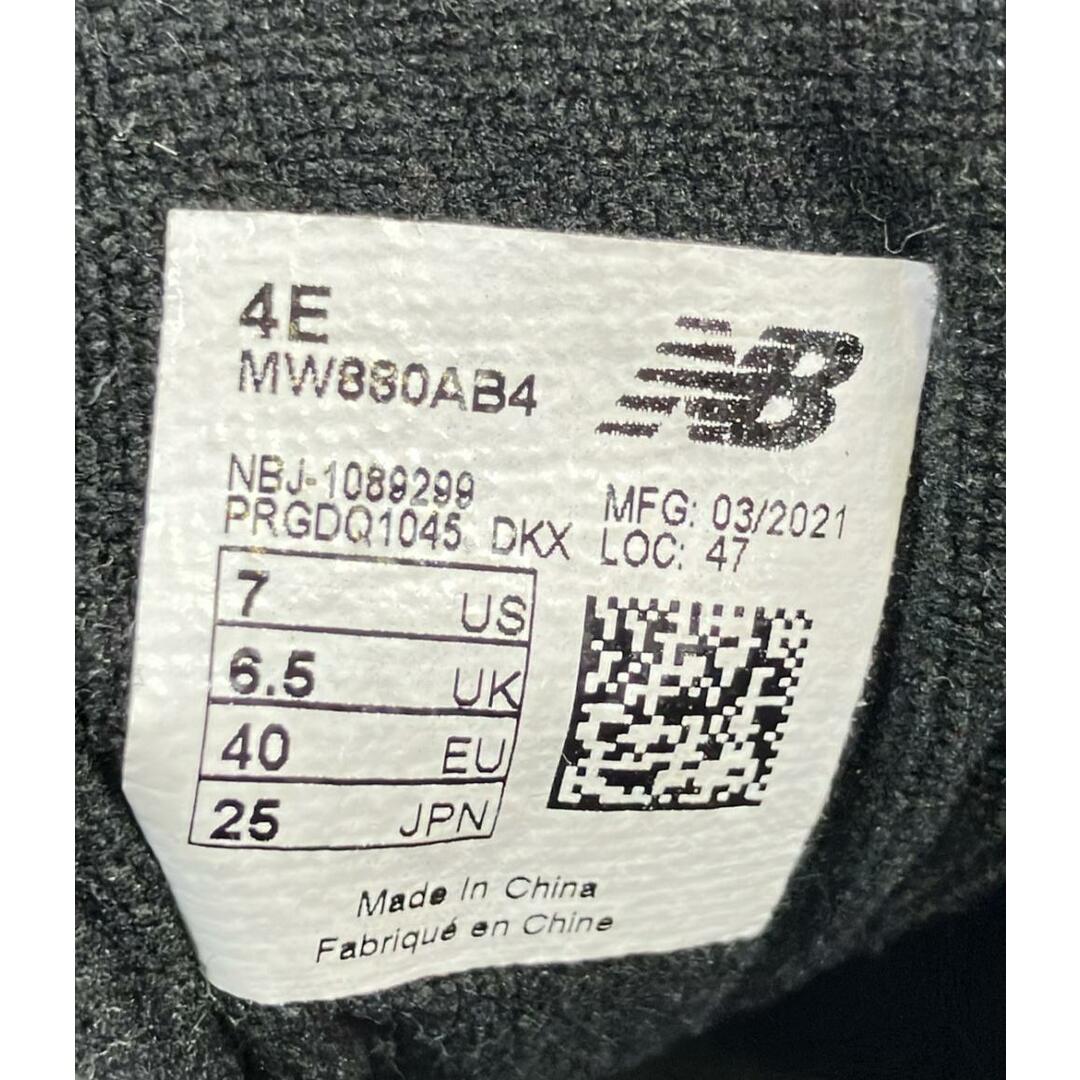 4E
MW880AB4
NB
NBJ-1089299
PRGDQ1045 DKX
MFG: 03/2021
LOC: 47
7 US
6.5 UK
40 EU
25 JPN
Made In China
Fabriqué en Chine